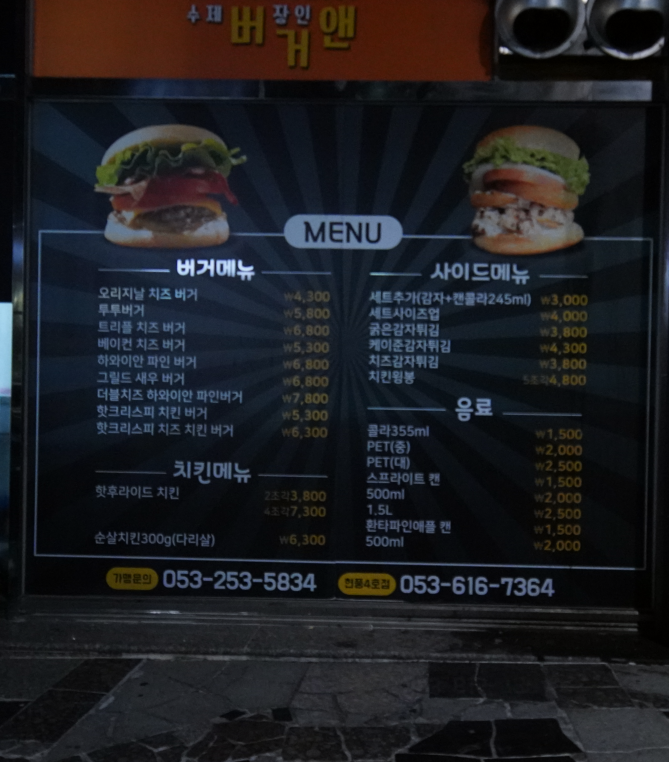 수제 버거 장인 앤
MENU
버거메뉴
오리지날 치즈 버거 ₩4,300
투투버거 ₩5,800
트리플 치즈 버거 ₩6,800
베이컨 치즈 버거 ₩5,300
하와이안 파인 버거 ₩6,800
그릴드 새우 버거 ₩6,800
더블치즈 하와이안 파인버거 ₩7,800
핫크리스피 치킨 버거 ₩5,300
핫크리스피 치즈 치킨 버거 ₩6,300
치킨메뉴
핫후라이드 치킨 2조각3,800
4조각7,300
순살치킨300g(다리살) ₩6,300
사이드메뉴
세트추가(감자+캔콜라245ml) ₩3,000
세트사이즈업 ₩4,000
굵은감자튀김 ₩3,800
케이준감자튀김 ₩4,300
치즈감자튀김 ₩3,800
치킨윙봉 5조각4,800
음료
콜라355ml ₩1,500
PET(중) ₩2,000
PET(대) ₩2,500
스프라이트 캔 ₩1,500
500ml ₩2,000
1.5L ₩2,500
환타파인애플 캔 ₩1,500
500ml ₩2,000
가맹문의 053-253-5834 칠품4호점 053-616-7364